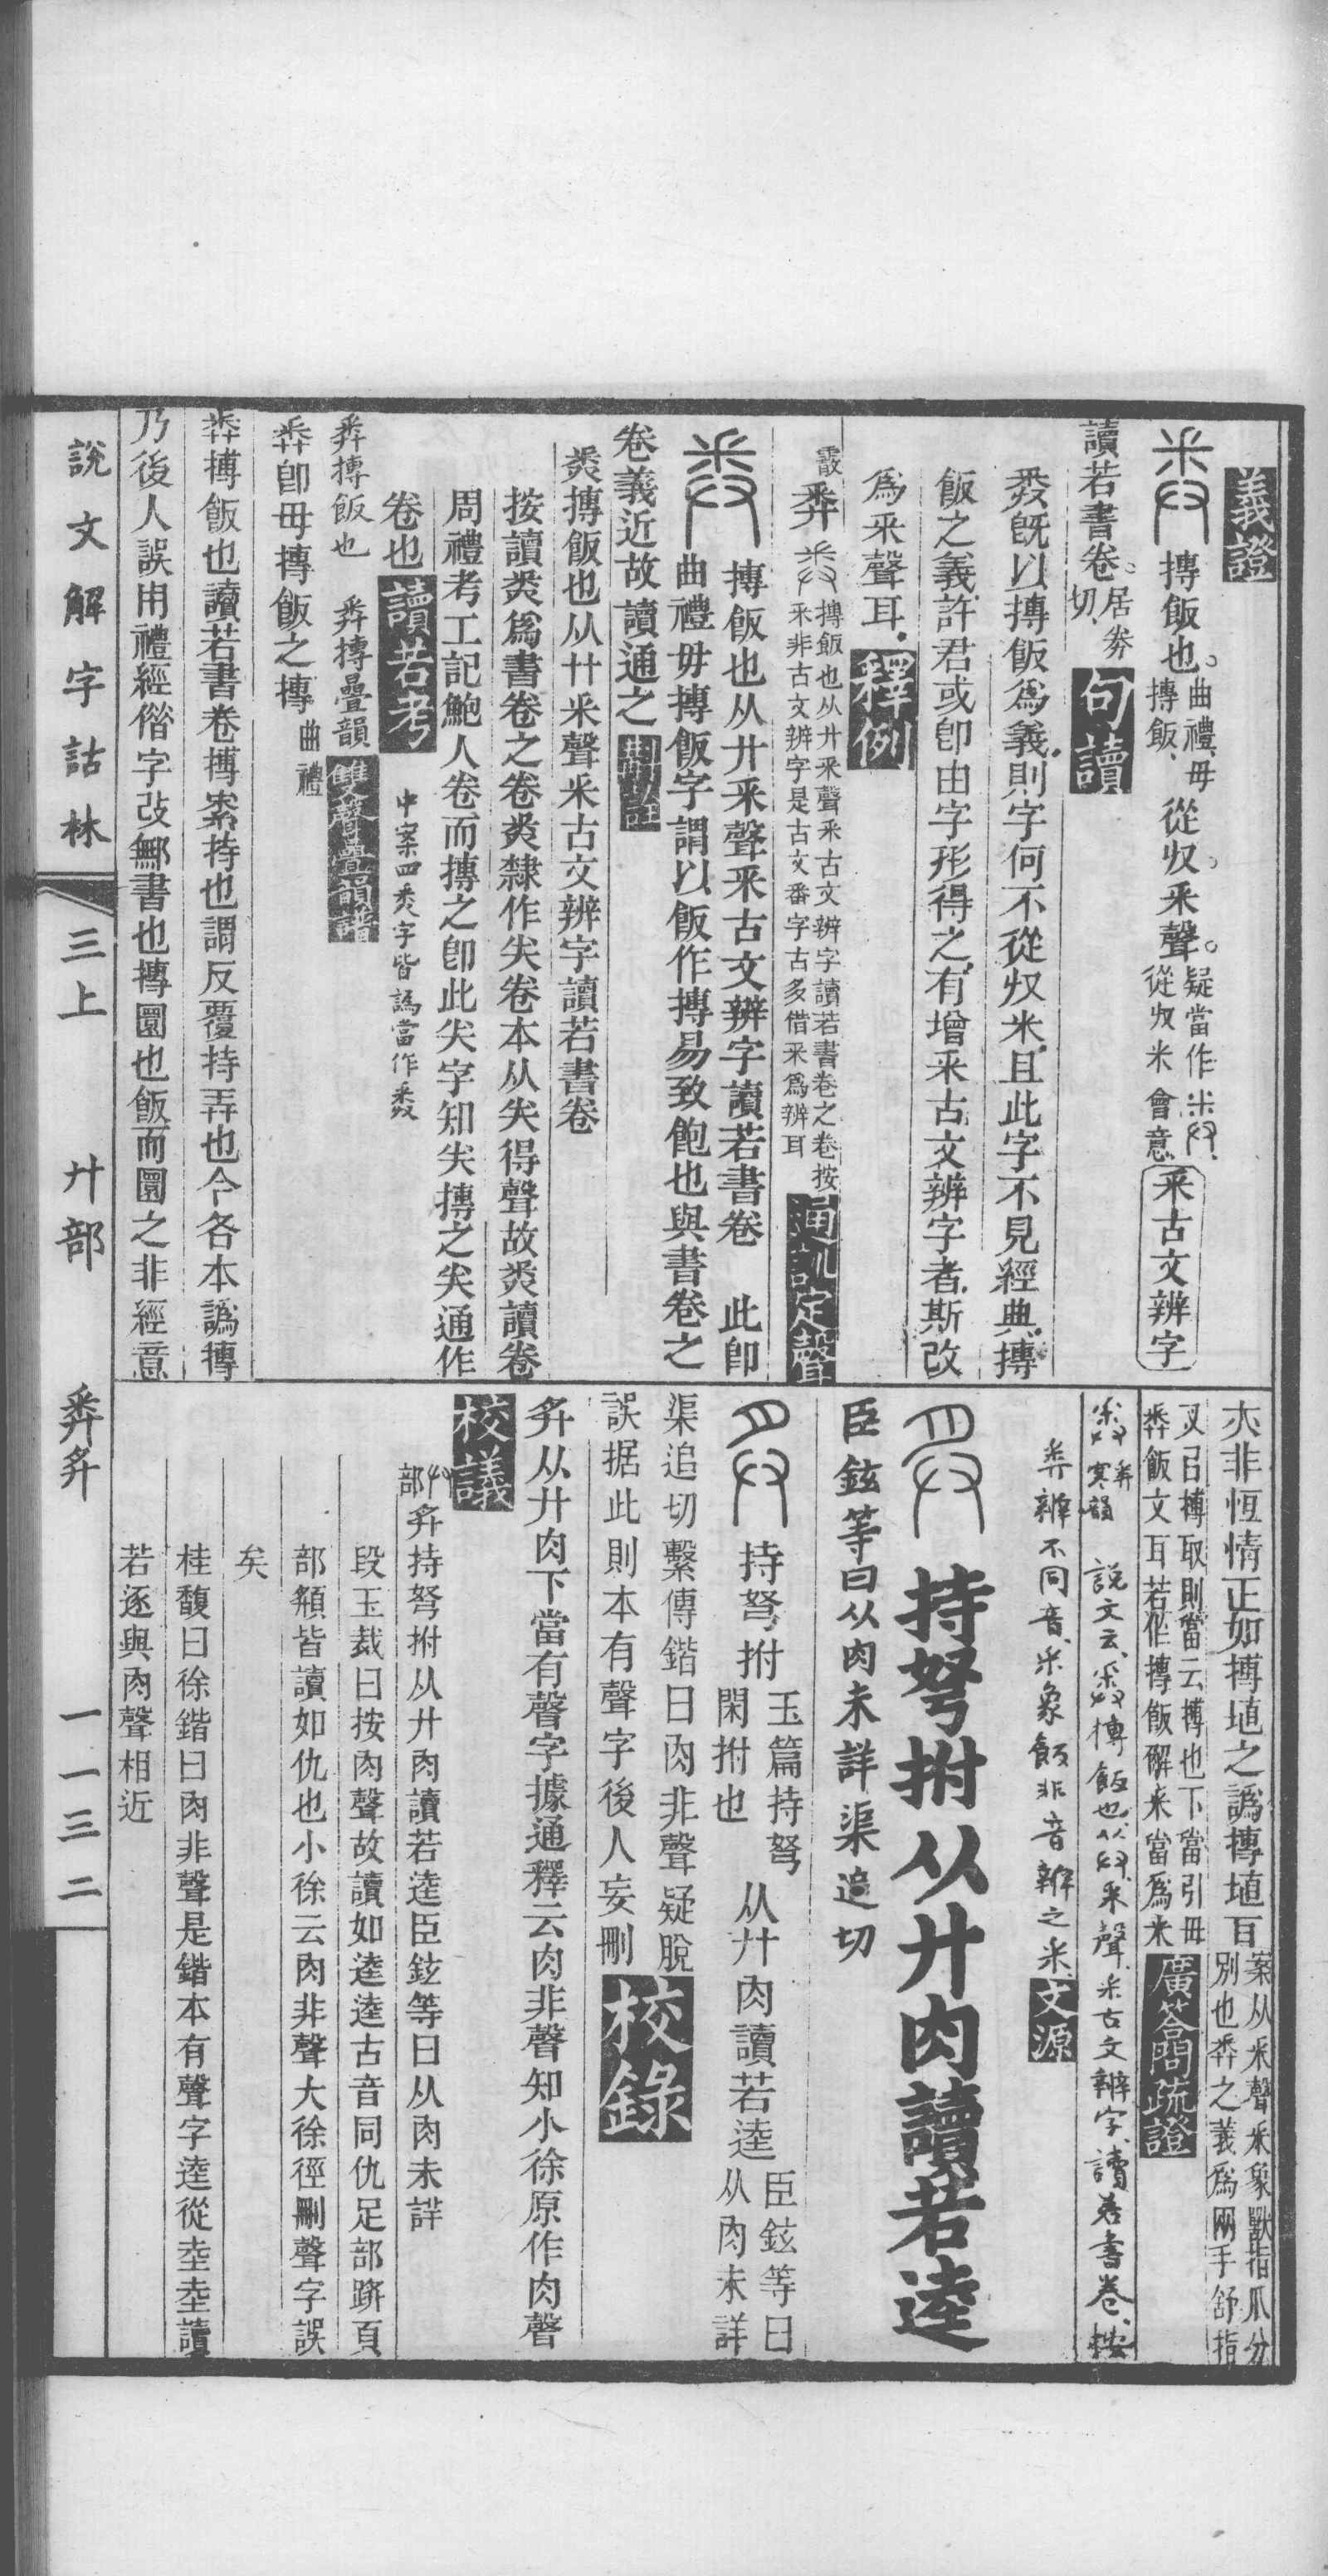 義證
摶飯也。曲禮、毋摶飯、從収。釆聲。疑當作從収米會意釆古文辨字
讀若書卷。居券切、句讀
既以摶飯爲義、則字何不從収米、且此字不見經典、摶
飯之義、許君或卽由字形得之、有增釆古文辨字者、斯改
爲釆聲耳、釋例
摶飯也从廾釆聲釆古文辨字讀若書卷之卷按
釆非古文辨字是古文番字古多借釆爲辨耳
通訓定聲
摶飯也从廾釆聲釆古文辨字讀若書卷　此卽
曲禮毋摶飯字謂以飯作摶易致飽也與書卷之
卷義近故讀通之
摶飯也从廾釆聲釆古文辨字讀若書卷
按讀𢍏爲書卷之卷𢍏隸作𠔉卷本从𠔉得聲故𢍏讀卷
周禮考工記鮑人卷而摶之卽此𠔉字知𠔉摶之𠔉通作
卷也讀若考
中案四𢍏字皆譌當作
𢍏摶飯也　𢍏摶疊韻雙聲疊韻譜
𢍏卽毋摶飯之摶曲禮
𢍏摶飯也讀若書卷摶索持也謂反覆持弄也今各本譌摶
乃後人誤用禮經俗字改鄦書也摶圜也飯而圜之非經意
說文解字詁林
三上
廾部
𢍏𢌳
一一三二
夶非恆情正如搏埴之譌摶埴百
案从釆聲釆象獸指爪分
別也𢍏之義爲兩手舒指
叉㠯搏取則當云搏也下當引毋
𢍏飯文耳若作摶飯解釆當爲米
廣答問疏證
寒韻　說文云、摶飯也、从廾、釆聲、釆古文辨字、讀若書卷、按
𢍏辨不同音、米象飯、非音辨之釆、文源
持弩拊从廾肉讀若逵
臣鉉等曰从肉未詳渠追切
持弩拊玉篇持弩閑拊也从廾肉讀若逵臣鉉等曰从肉未詳
渠追切繫傳鍇曰肉非聲疑脫
誤据此則本有聲字後人妄刪校錄
𢌳从廾肉下當有聲字據通釋云肉非聲知小徐原作肉聲
校議
部𢌳持弩拊从廾肉讀若逵臣鉉等曰从肉未詳
段玉裁曰按肉聲故讀如逵逵古音同仇足部躋頁
部頯皆讀如仇也小徐云肉非聲大徐徑刪聲字誤
矣
桂馥曰徐鍇曰肉非聲是鍇本有聲字逵從坴坴讀
若逐與肉聲相近